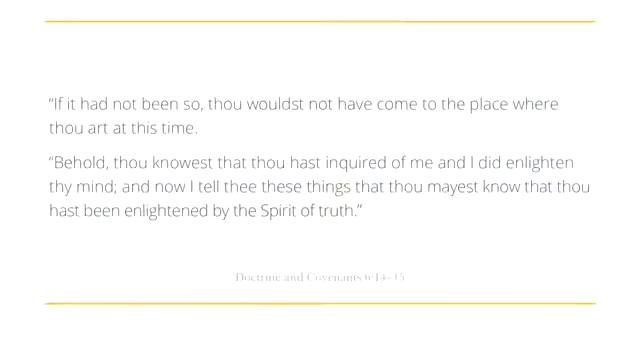 “If it had not been so, thou wouldst not have come to the place where
thou art at this time.
“Behold, thou knowest that thou hast inquired of me and I did enlighten
thy mind; and now I tell thee these things that thou mayest know that thou
hast been enlightened by the Spirit of truth.”
Doctrine and Covenants 6:14–15